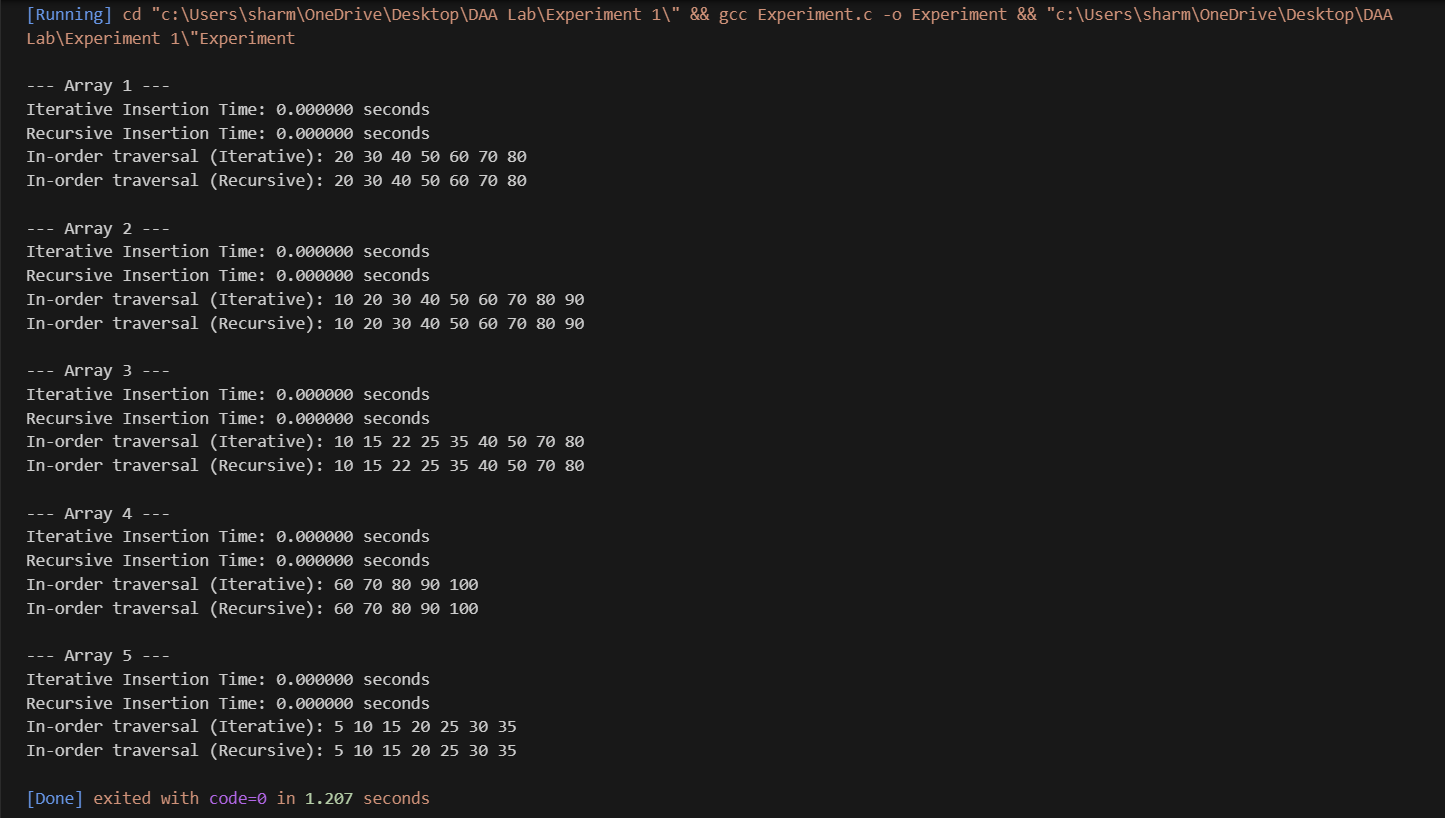 [Running] cd "c:\Users\sharm\OneDrive\Desktop\DAA Lab\Experiment 1\" && gcc Experiment.c -o Experiment && "c:\Users\sharm\OneDrive\Desktop\DAA
Lab\Experiment 1\"Experiment
--- Array 1 ---
Iterative Insertion Time: 0.000000 seconds
Recursive Insertion Time: 0.000000 seconds
In-order traversal (Iterative): 20 30 40 50 60 70 80
In-order traversal (Recursive): 20 30 40 50 60 70 80
--- Array 2 ---
Iterative Insertion Time: 0.000000 seconds
Recursive Insertion Time: 0.000000 seconds
In-order traversal (Iterative): 10 20 30 40 50 60 70 80 90
In-order traversal (Recursive): 10 20 30 40 50 60 70 80 90
--- Array 3 ---
Iterative Insertion Time: 0.000000 seconds
Recursive Insertion Time: 0.000000 seconds
In-order traversal (Iterative): 10 15 22 25 35 40 50 70 80
In-order traversal (Recursive): 10 15 22 25 35 40 50 70 80
--- Array 4 ---
Iterative Insertion Time: 0.000000 seconds
Recursive Insertion Time: 0.000000 seconds
In-order traversal (Iterative): 60 70 80 90 100
In-order traversal (Recursive): 60 70 80 90 100
--- Array 5 ---
Iterative Insertion Time: 0.000000 seconds
Recursive Insertion Time: 0.000000 seconds
In-order traversal (Iterative): 5 10 15 20 25 30 35
In-order traversal (Recursive): 5 10 15 20 25 30 35
[Done] exited with code=0 in 1.207 seconds